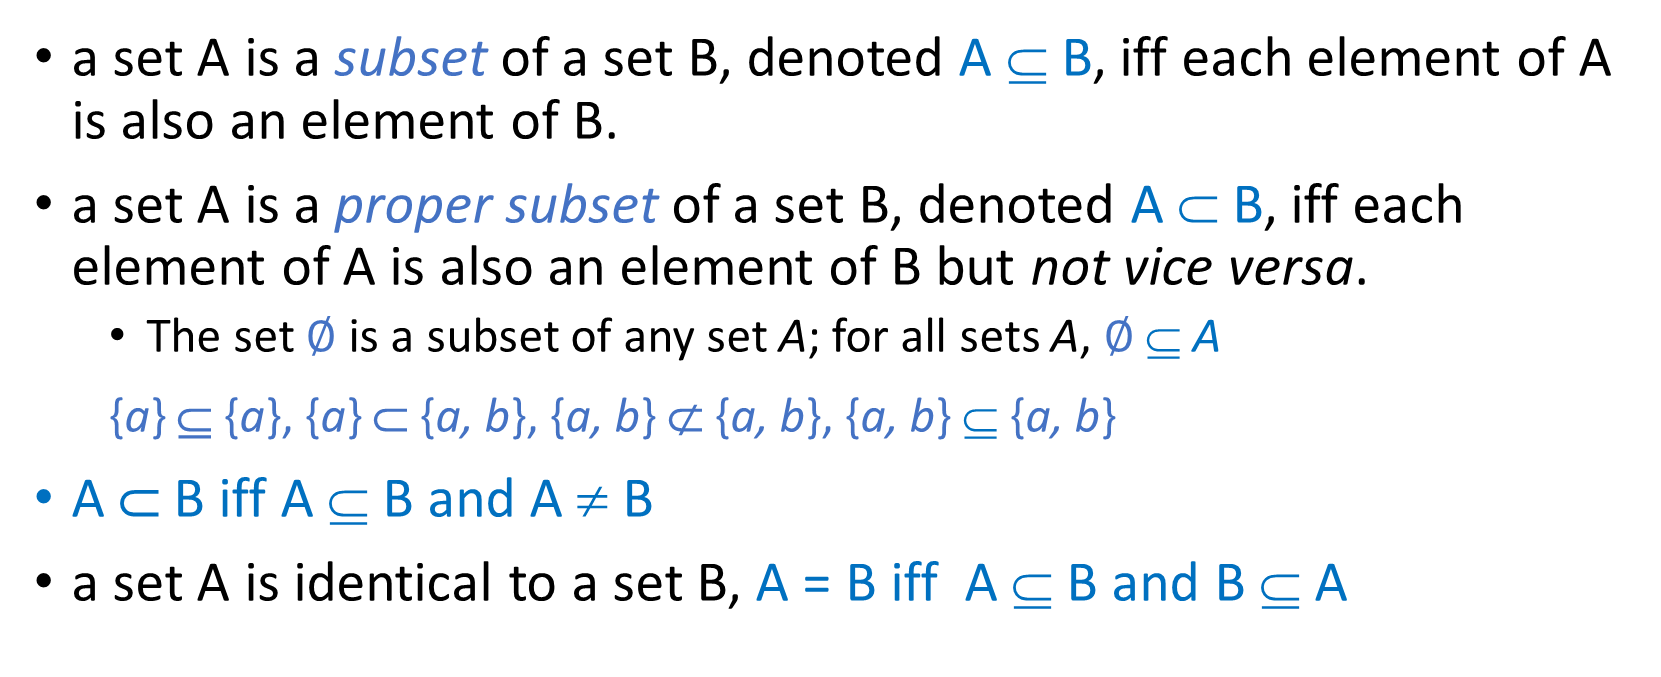 • a set A is a subset of a set B, denoted A ⊆ B, iff each element of A
is also an element of B.
• a set A is a proper subset of a set B, denoted A ⊂ B, iff each
element of A is also an element of B but not vice versa.
• The set ∅ is a subset of any set A; for all sets A, ∅ ⊆ A
{a} ⊆ {a}, {a} ⊂ {a, b}, {a, b} ⊄ {a, b}, {a, b} ⊆ {a, b}
• A ⊂ B iff A ⊆ B and A ≠ B
• a set A is identical to a set B, A = B iff A ⊆ B and B ⊆ A